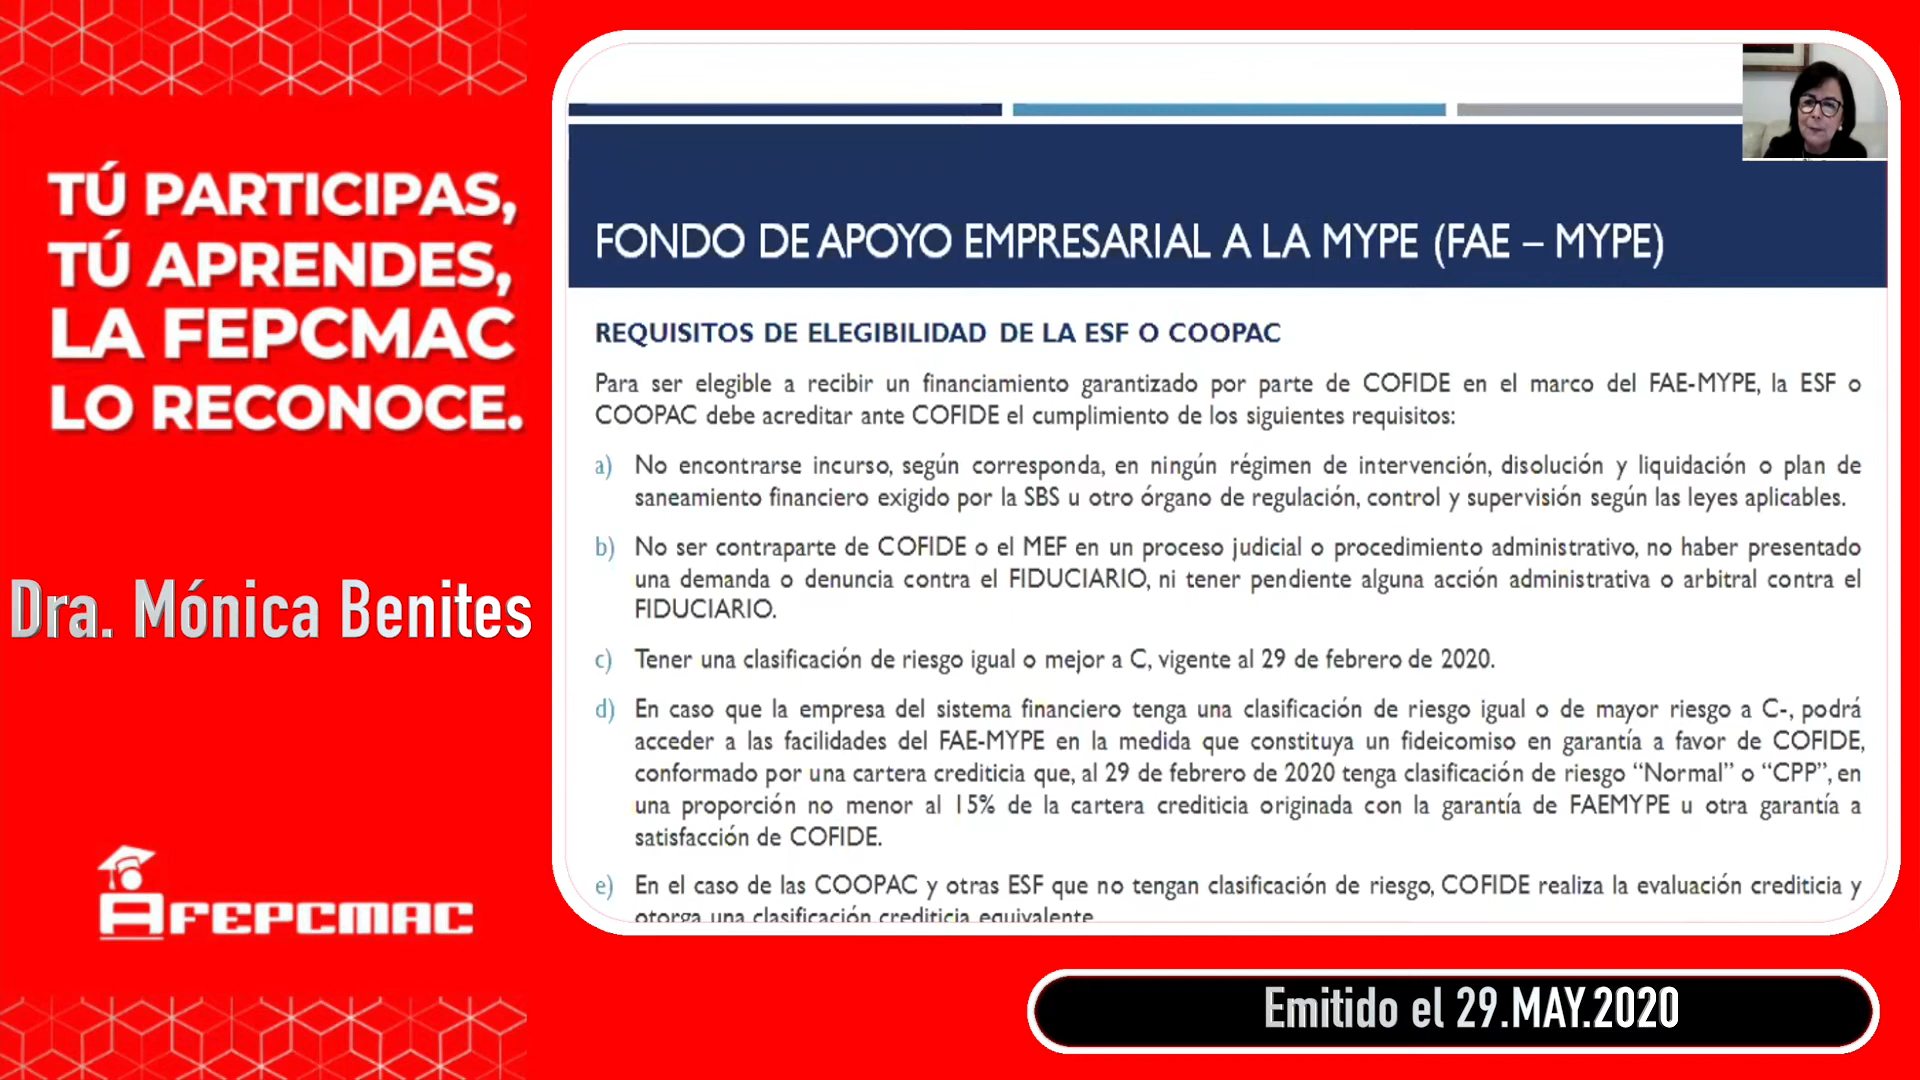 TÚ PARTICIPAS,
TÚ APRENDES,
LA FEPCMAC
LO RECONOCE.
Dra. Mónica Benites
FEPCMAC
FONDO DE APOYO EMPRESARIAL A LA MYPE (FAE – MYPE)
REQUISITOS DE ELEGIBILIDAD DE LA ESF O COOPAC
Para ser elegible a recibir un financiamiento garantizado por parte de COFIDE en el marco del FAE-MYPE, la ESF o
COOPAC debe acreditar ante COFIDE el cumplimiento de los siguientes requisitos:
a) No encontrarse incurso, según corresponda, en ningún régimen de intervención, disolución y liquidación o plan de
saneamiento financiero exigido por la SBS u otro órgano de regulación, control y supervisión según las leyes aplicables.
b) No ser contraparte de COFIDE o el MEF en un proceso judicial o procedimiento administrativo, no haber presentado
una demanda o denuncia contra el FIDUCIARIO, ni tener pendiente alguna acción administrativa o arbitral contra el
FIDUCIARIO.
c) Tener una clasificación de riesgo igual o mejor a C, vigente al 29 de febrero de 2020.
d) En caso que la empresa del sistema financiero tenga una clasificación de riesgo igual o de mayor riesgo a C-, podrá
acceder a las facilidades del FAE-MYPE en la medida que constituya un fideicomiso en garantía a favor de COFIDE,
conformado por una cartera crediticia que, al 29 de febrero de 2020 tenga clasificación de riesgo “Normal” o “CPP”, en
una proporción no menor al 15% de la cartera crediticia originada con la garantía de FAEMYPE u otra garantía a
satisfacción de COFIDE.
e) En el caso de las COOPAC y otras ESF que no tengan clasificación de riesgo, COFIDE realiza la evaluación crediticia y
otorga una clasificación crediticia equivalente
Emitido el 29.MAY.2020